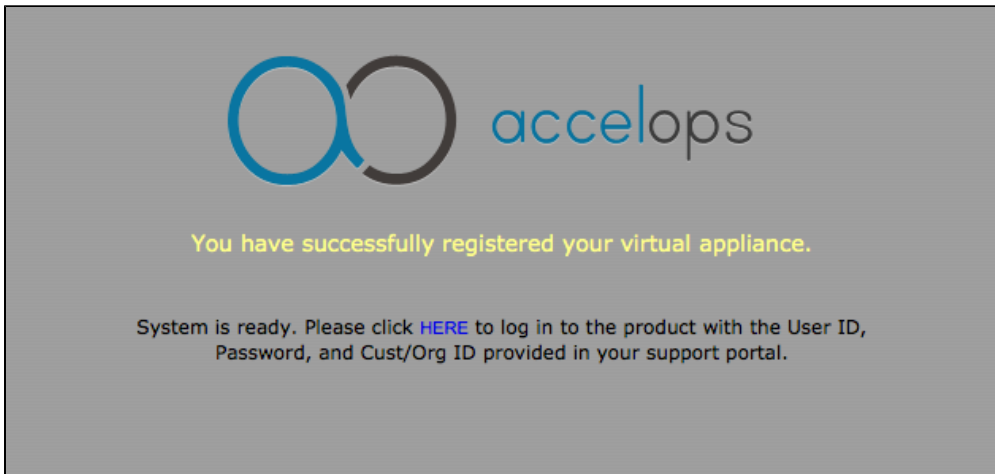 accelops
You have successfully registered your virtual appliance.
System is ready. Please click HERE to log in to the product with the User ID,
Password, and Cust/Org ID provided in your support portal.